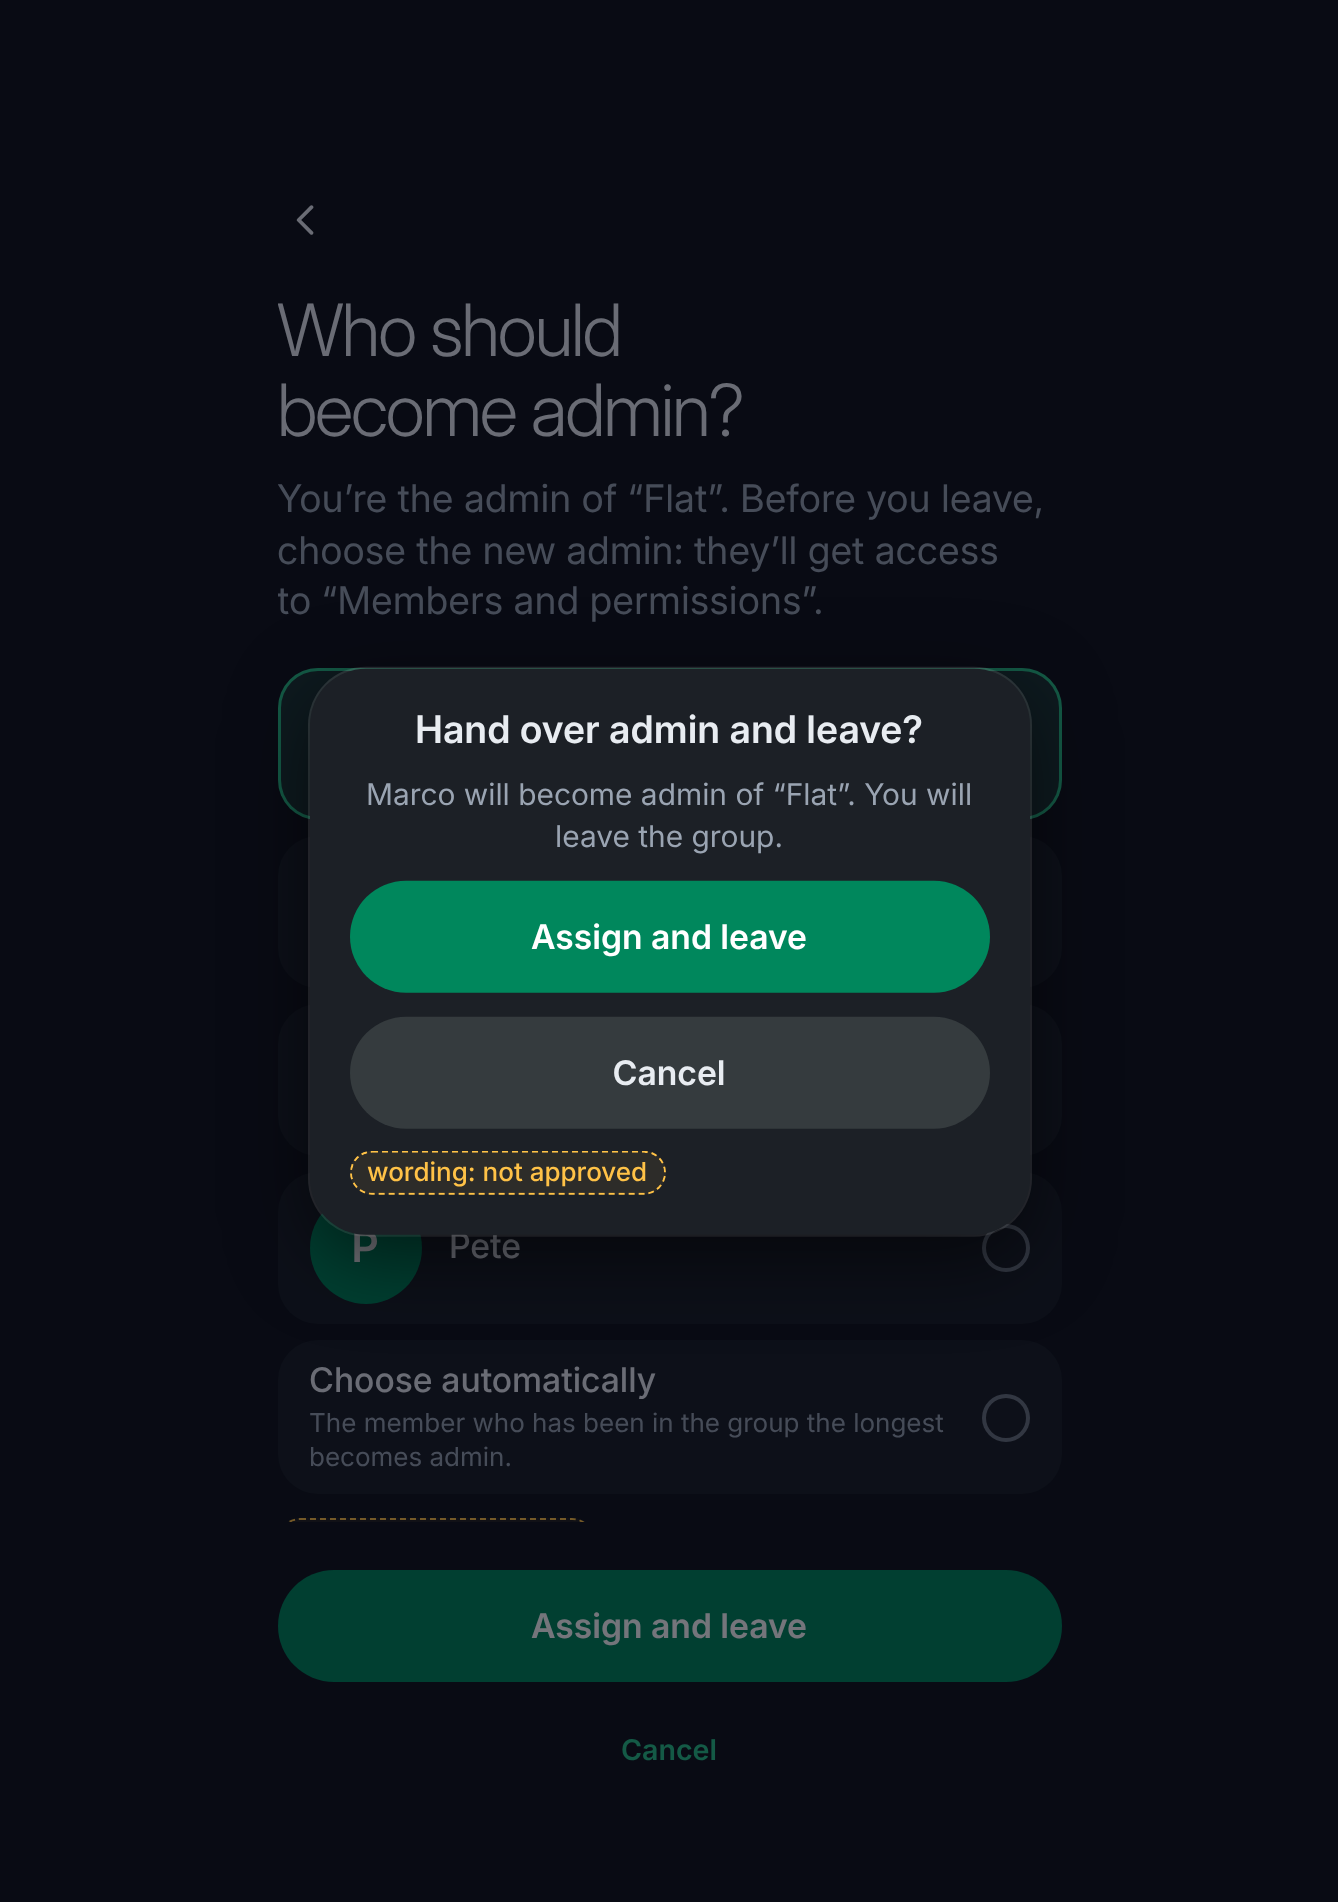 Who should
become admin?
You’re the admin of “Flat”. Before you leave,
choose the new admin: they’ll get access
to “Members and permissions”.
Hand over admin and leave?
Marco will become admin of “Flat”. You will
leave the group.
Assign and leave
Cancel
wording: not approved
P
Pete
Choose automatically
The member who has been in the group the longest
becomes admin.
Assign and leave
Cancel